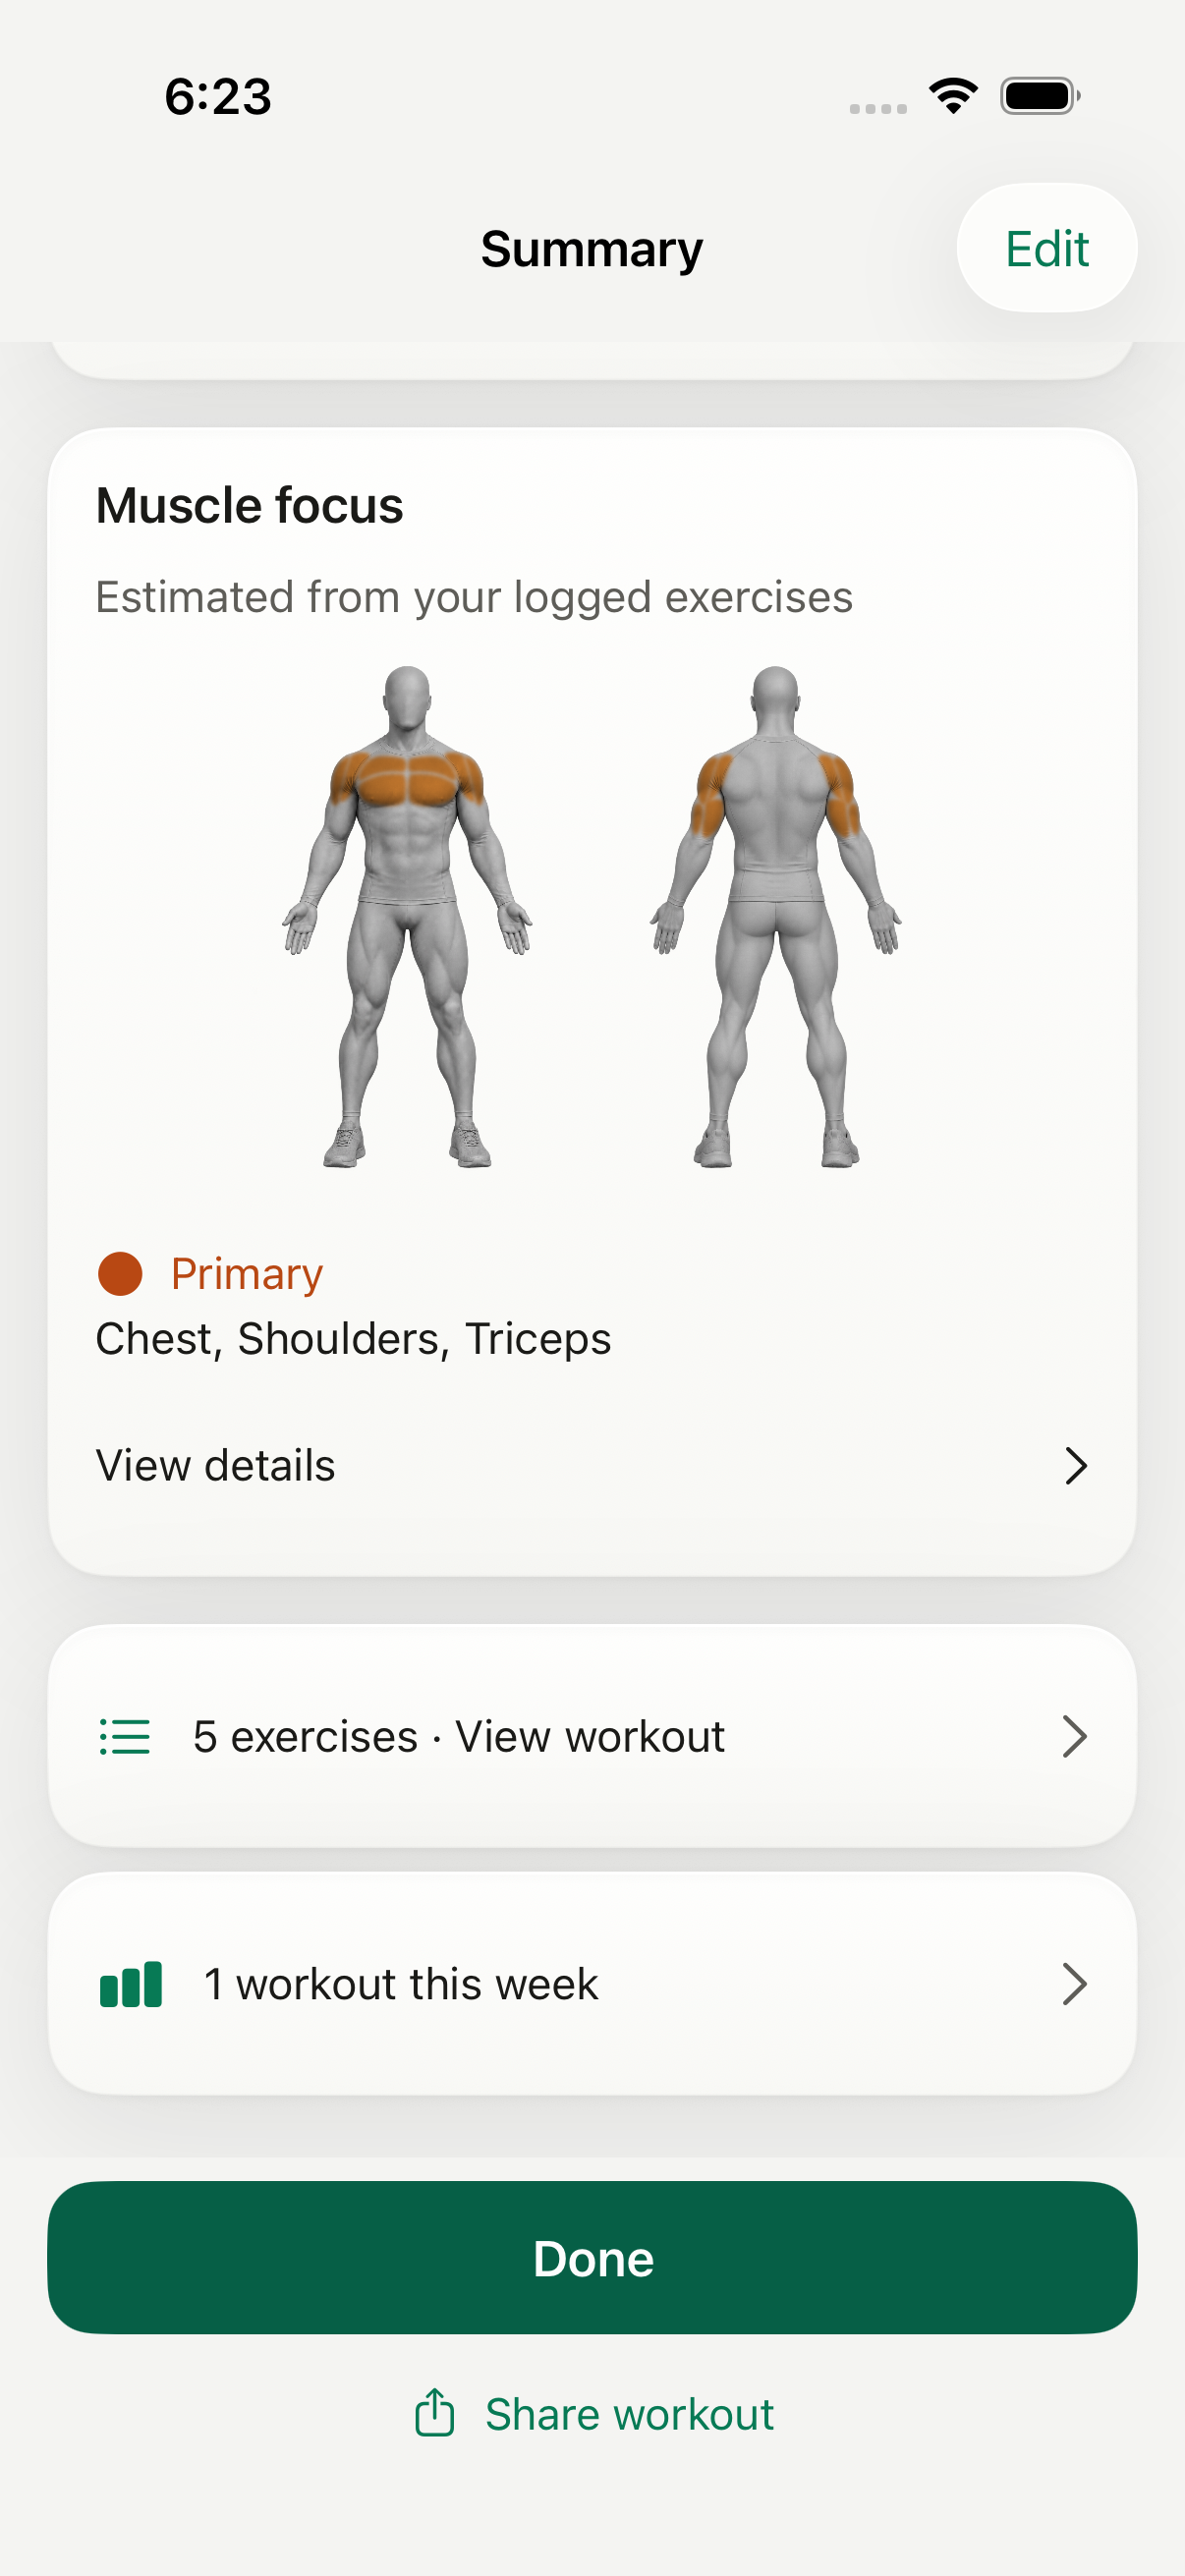 6:23
Summary
Edit
Muscle focus
Estimated from your logged exercises
Primary
Chest, Shoulders, Triceps
View details
5 exercises · View workout
1 workout this week
Done
Share workout